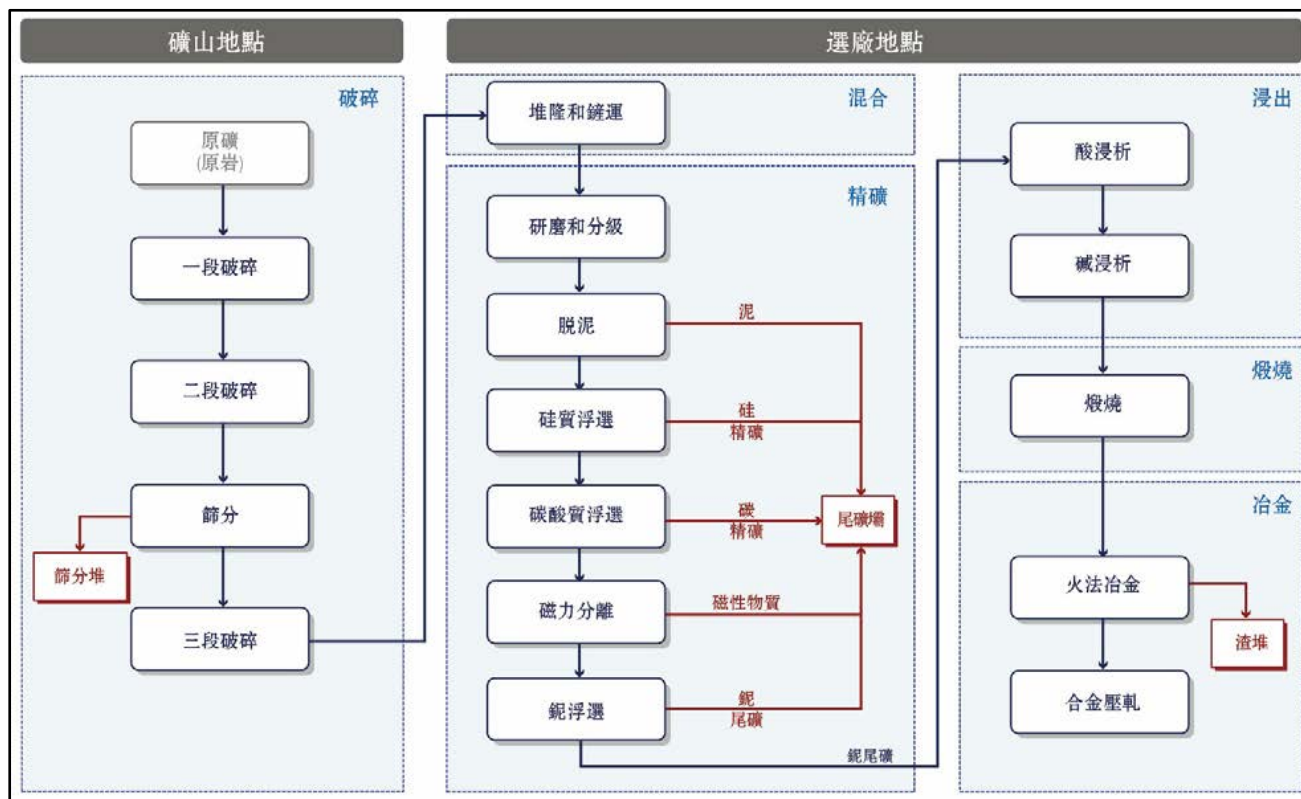 礦山地點
選廠地點
破碎
原礦
(原岩)
一段破碎
二段破碎
篩分
篩分堆
三段破碎
混合
堆隆和鏟運
精礦
研磨和分級
脫泥
泥
硅質浮選
硅
精礦
碳酸質浮選
碳
精礦
尾礦壩
磁力分離
磁性物質
鈮浮選
鈮
尾礦
鈮尾礦
浸出
酸浸析
碱浸析
煅燒
煅燒
冶金
火法冶金
渣堆
合金壓軋